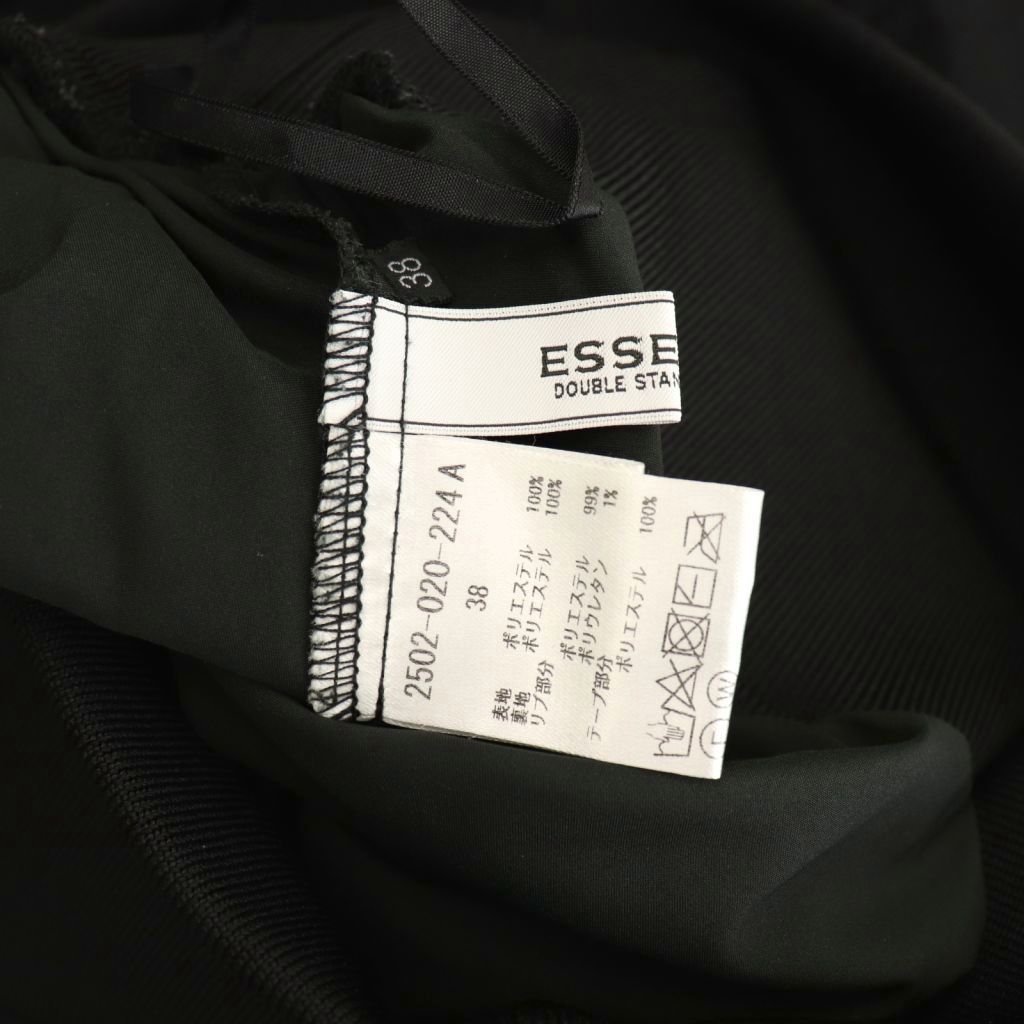 38
ESSE
DOUBLE STAN
2502-020-224 A
38
表地 ポリエステル 100%
裏地 ポリエステル 100%
リブ部分
ポリエステル 99%
ポリウレタン 1%
テープ部分
ポリエステル 100%
W